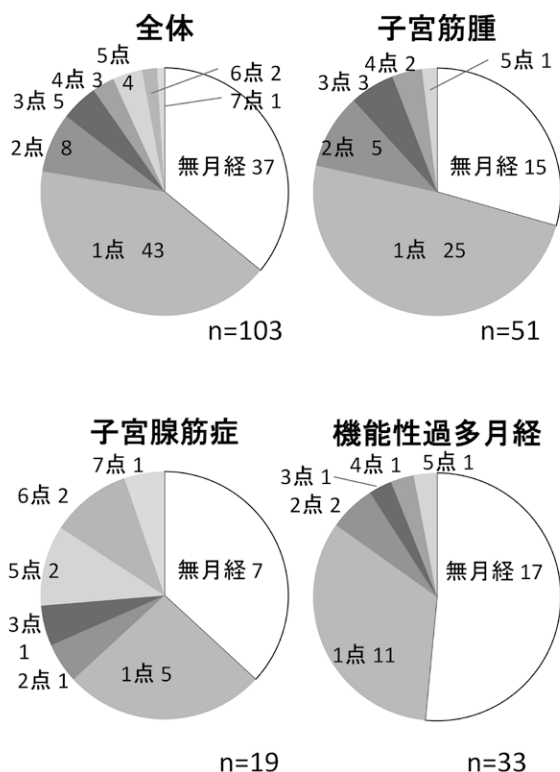 全体
5点
4
4点 3
3点 5
2点 8
6点 2
7点 1
無月経 37
1点 43
n=103
子宮筋腫
4点 2
5点 1
3点 3
2点 5
無月経 15
1点 25
n=51
子宮腺筋症
7点 1
6点 2
5点 2
3点
1
2点 1
無月経 7
1点 5
n=19
機能性過多月経
4点 1
5点 1
3点 1
2点 2
無月経 17
1点 11
n=33